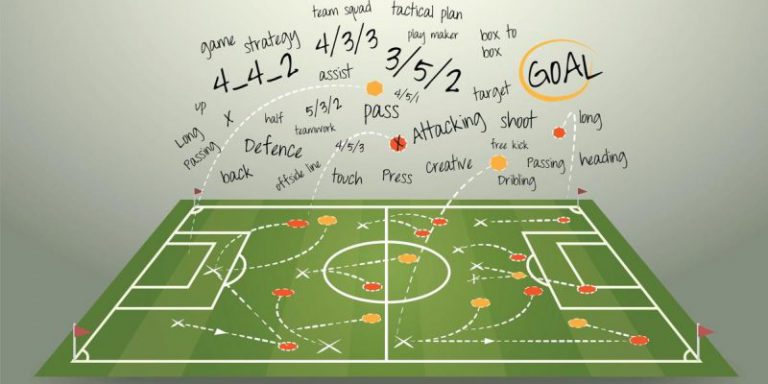 team squad
tactical plan
game strategy
4/3/3
play maker
box to
box
4_4_2
3/5/2
GOAL
assist
4/5/1
target
up
x
half
5/3/2
pass
Long
Passing
teamwork
Attacking
shoot
long
Defence
4/5/3
free kick
back
offside line
touch
Press
Creative
Passing
heading
Dribling